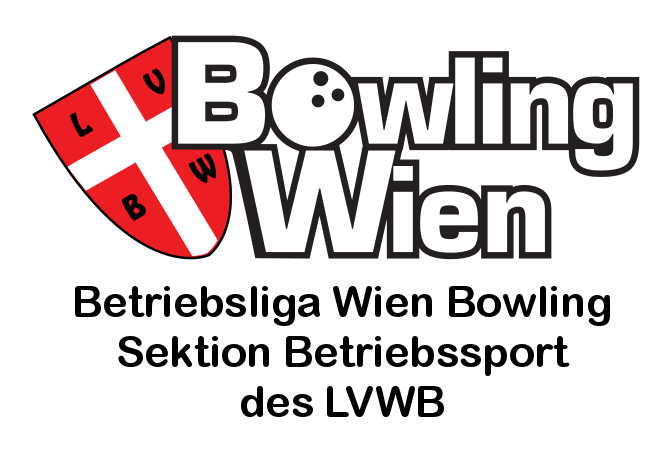 L V
B W
Bowling
Wien
Betriebsliga Wien Bowling
Sektion Betriebssport
des LVWB